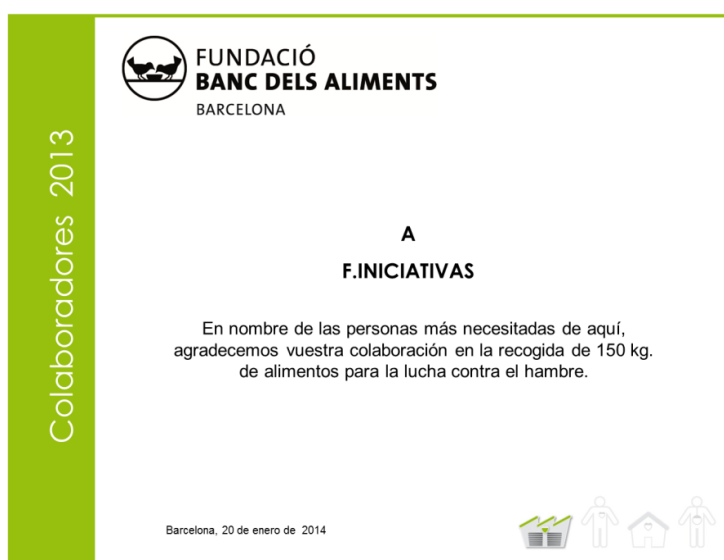 Colaboradores 2013
FUNDACIÓ
BANC DELS ALIMENTS
BARCELONA
A
F.INICIATIVAS
En nombre de las personas más necesitadas de aquí,
agradecemos vuestra colaboración en la recogida de 150 kg.
de alimentos para la lucha contra el hambre.
Barcelona, 20 de enero de 2014